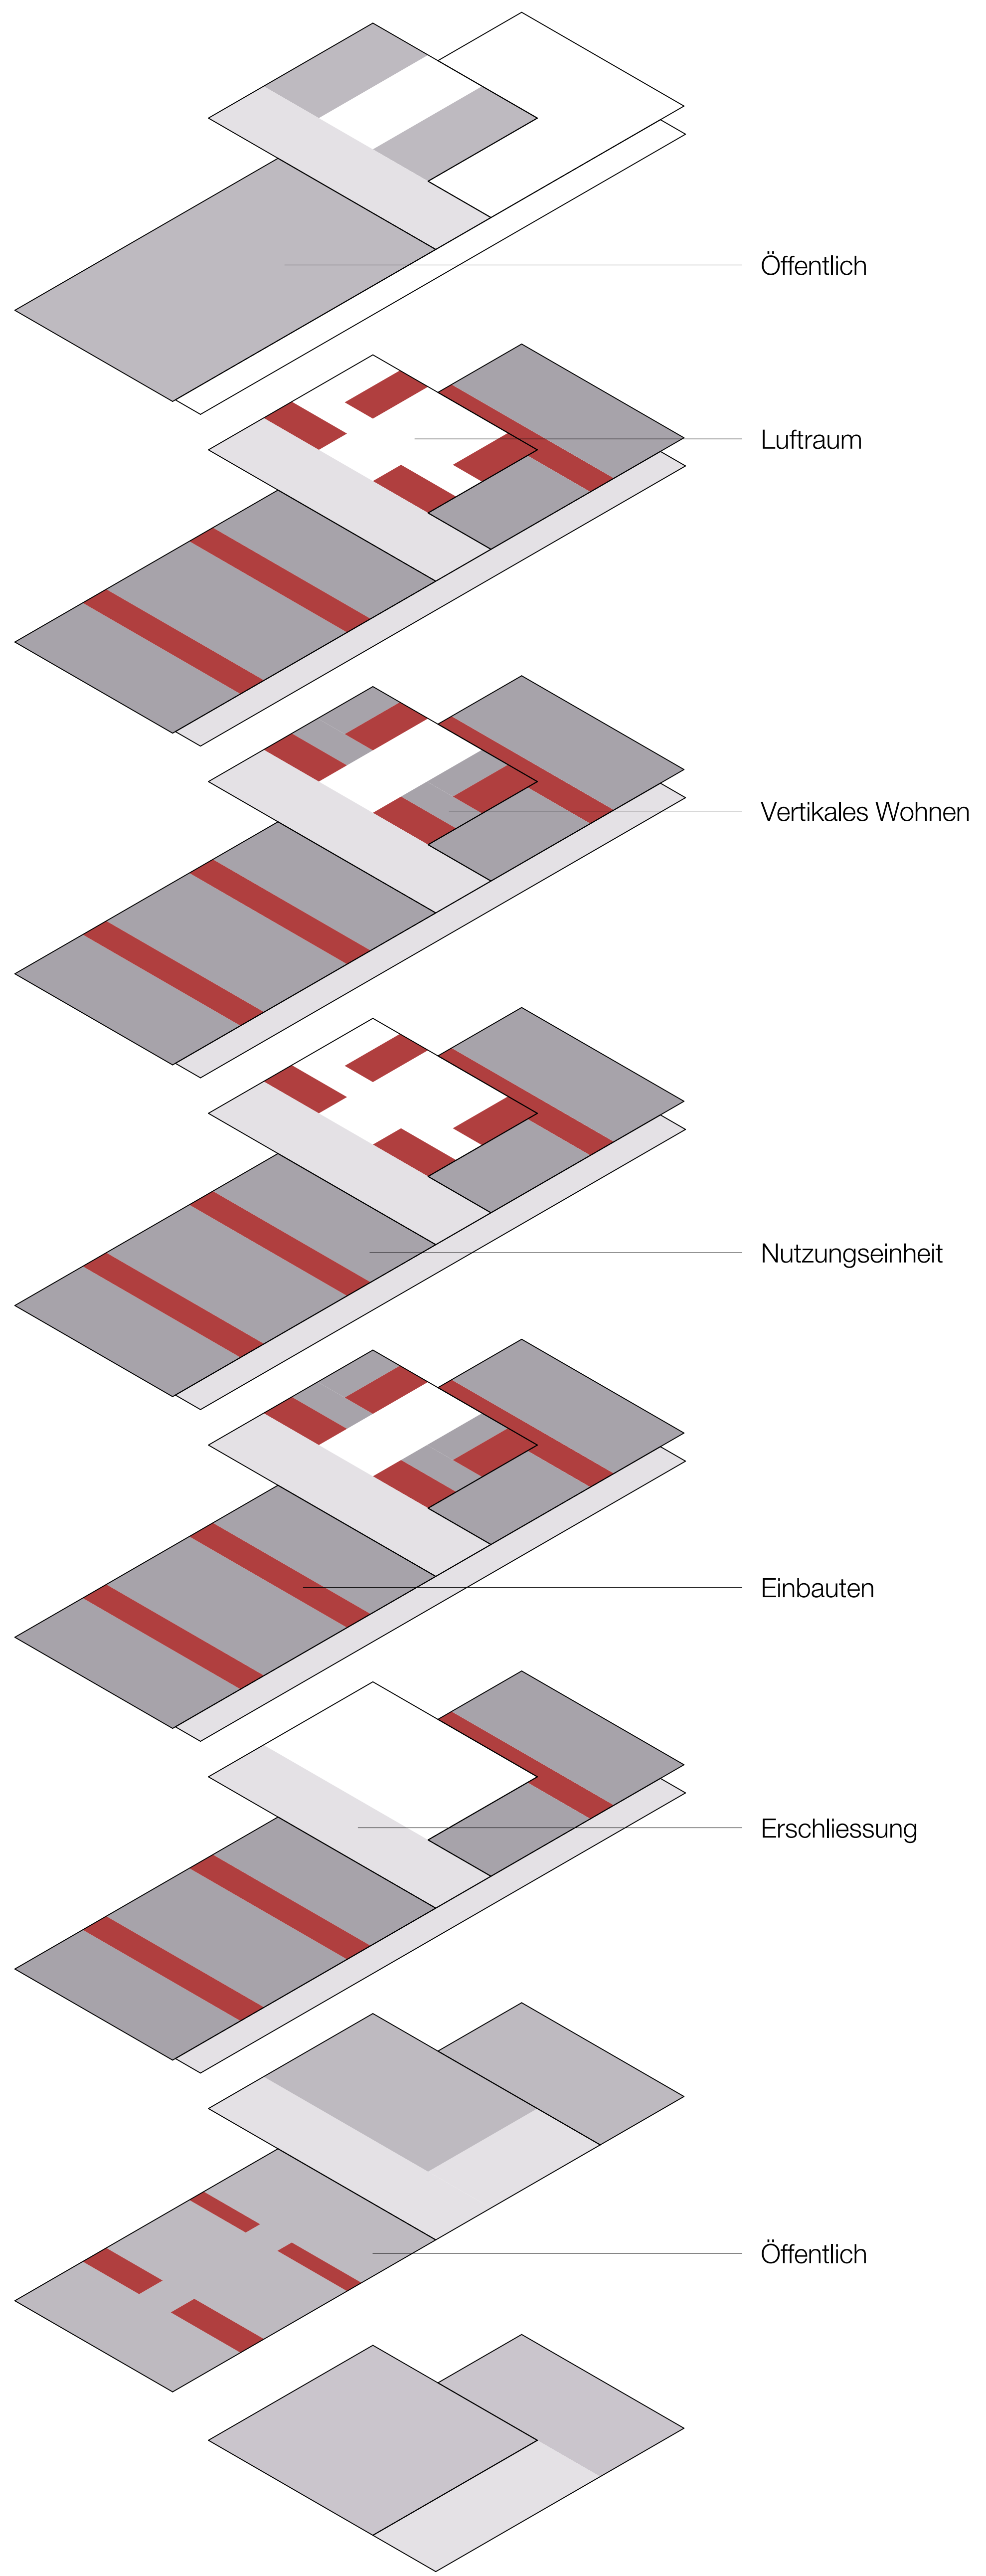 Öffentlich
Luftraum
Vertikales Wohnen
Nutzungseinheit
Einbauten
Erschliessung
Öffentlich